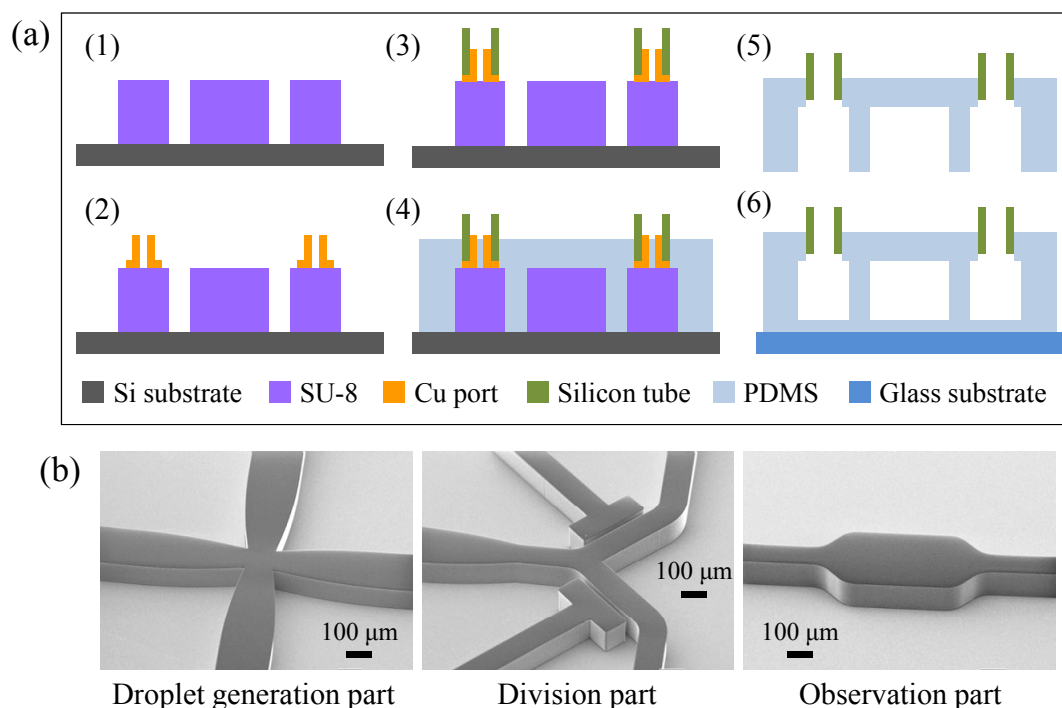 (a)
(1)
(3)
(5)
(2)
(4)
(6)
Si substrate
SU-8
Cu port
Silicon tube
PDMS
Glass substrate
(b)
100 μm
100 μm
100 μm
Droplet generation part
Division part
Observation part